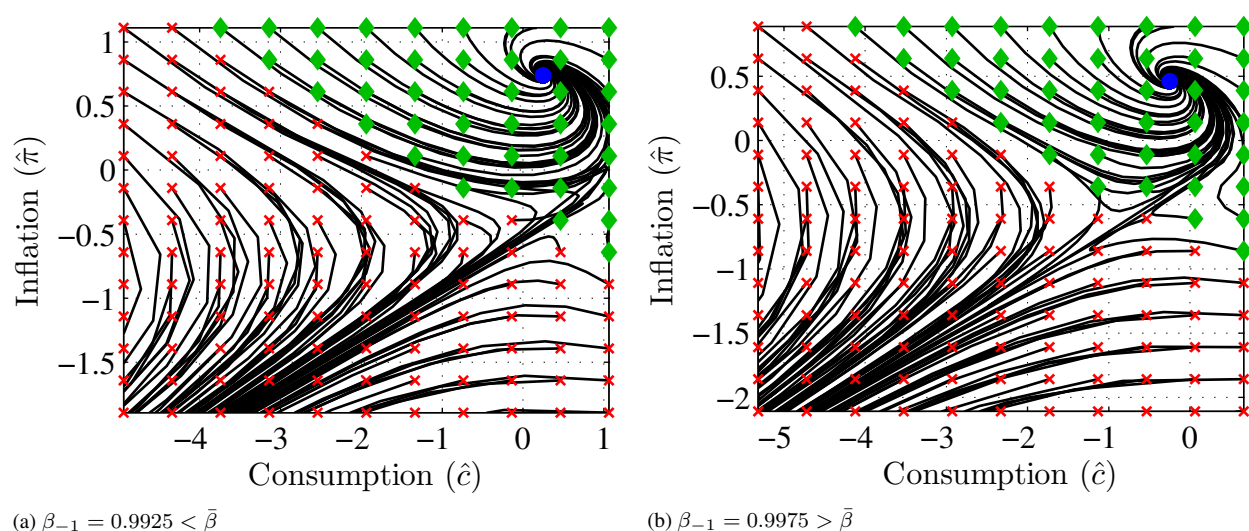 1
0.5
0
−0.5
−1
−1.5
Inflation (π̂)
−4 −3 −2 −1 0 1
Consumption (ĉ)
(a) β₋₁ = 0.9925 < β̄
0.5
0
−0.5
−1
−1.5
−2
Inflation (π̂)
−5 −4 −3 −2 −1 0
Consumption (ĉ)
(b) β₋₁ = 0.9975 > β̄